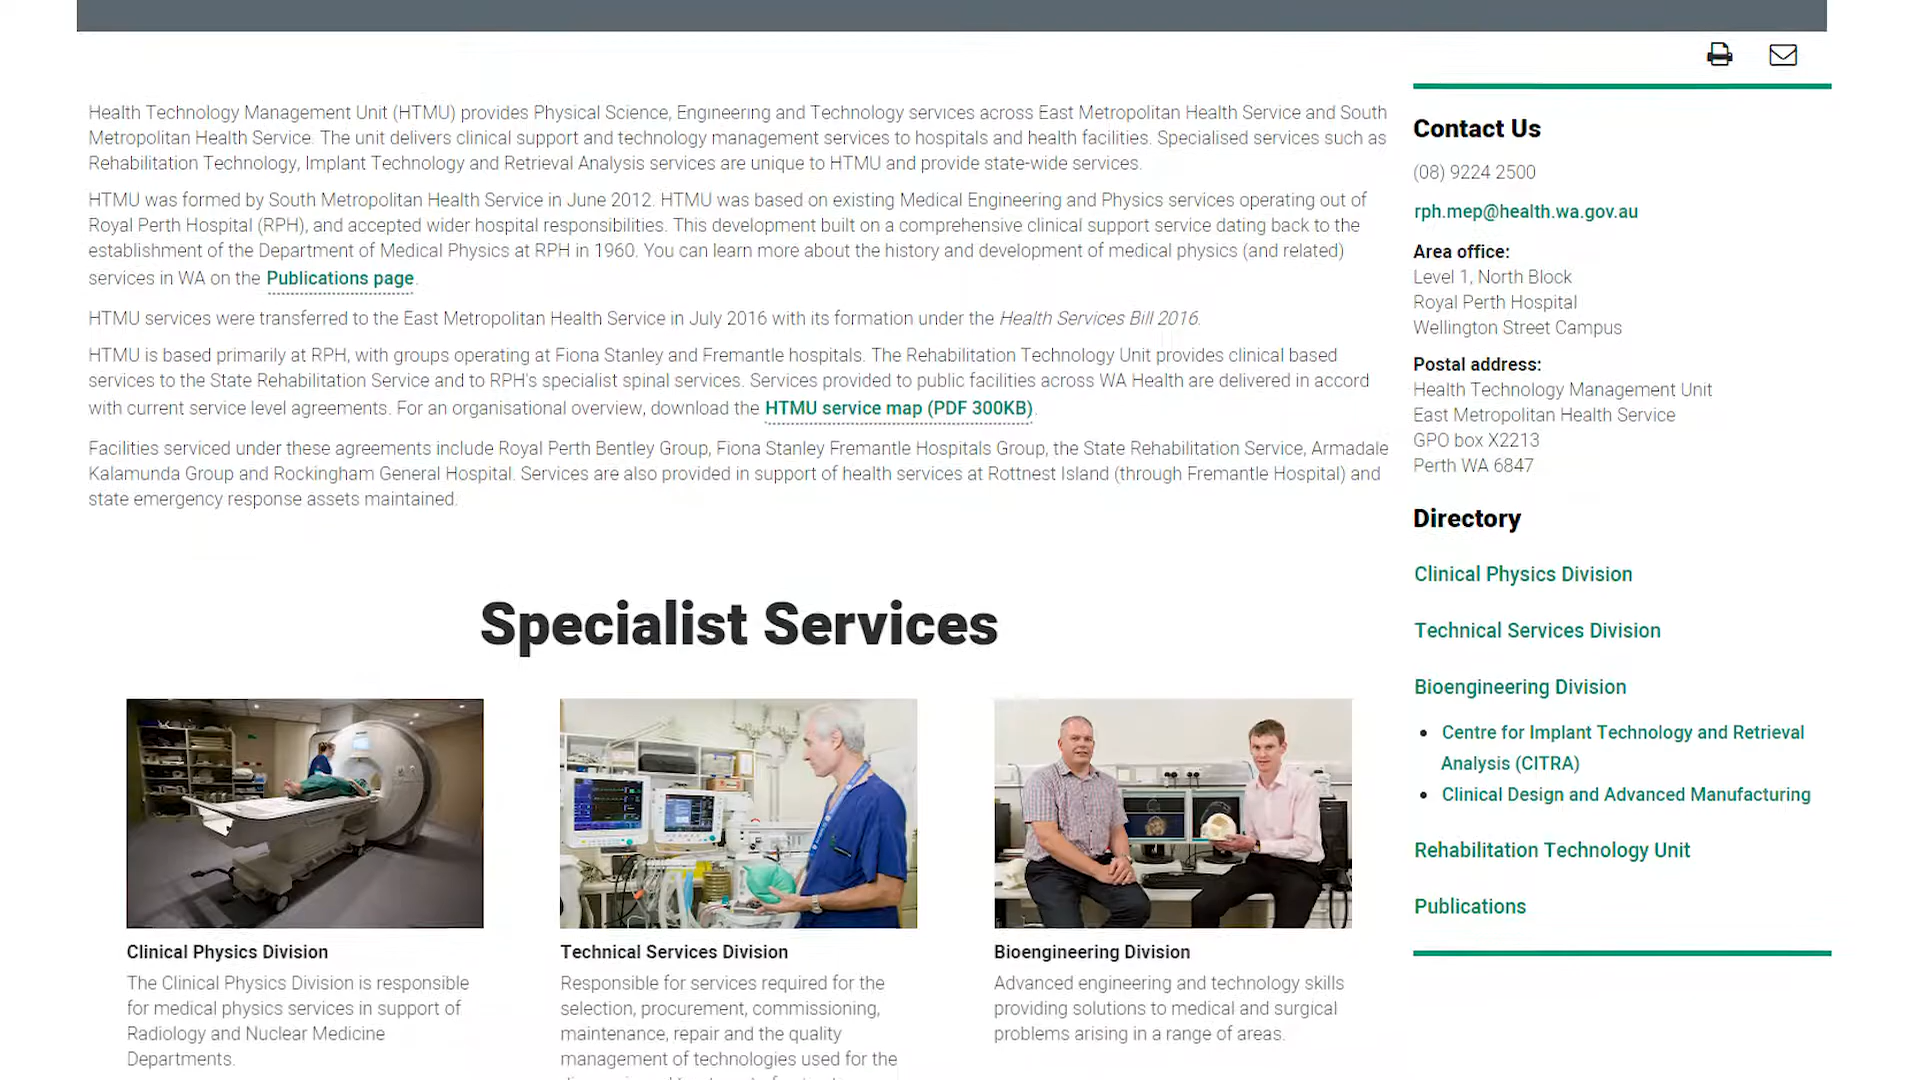 Health Technology Management Unit (HTMU) provides Physical Science, Engineering and Technology services across East Metropolitan Health Service and South
Metropolitan Health Service. The unit delivers clinical support and technology management services to hospitals and health facilities. Specialised services such as
Rehabilitation Technology, Implant Technology and Retrieval Analysis services are unique to HTMU and provide state-wide services.
HTMU was formed by South Metropolitan Health Service in June 2012. HTMU was based on existing Medical Engineering and Physics services operating out of
Royal Perth Hospital (RPH), and accepted wider hospital responsibilities. This development built on a comprehensive clinical support service dating back to the
establishment of the Department of Medical Physics at RPH in 1960. You can learn more about the history and development of medical physics (and related)
services in WA on the Publications page.
HTMU services were transferred to the East Metropolitan Health Service in July 2016 with its formation under the Health Services Bill 2016.
HTMU is based primarily at RPH, with groups operating at Fiona Stanley and Fremantle hospitals. The Rehabilitation Technology Unit provides clinical based
services to the State Rehabilitation Service and to RPH's specialist spinal services. Services provided to public facilities across WA Health are delivered in accord
with current service level agreements. For an organisational overview, download the HTMU service map (PDF 300KB).
Facilities serviced under these agreements include Royal Perth Bentley Group, Fiona Stanley Fremantle Hospitals Group, the State Rehabilitation Service, Armadale
Kalamunda Group and Rockingham General Hospital. Services are also provided in support of health services at Rottnest Island (through Fremantle Hospital) and
state emergency response assets maintained.
Specialist Services
Clinical Physics Division
The Clinical Physics Division is responsible
for medical physics services in support of
Radiology and Nuclear Medicine
Departments.
Technical Services Division
Responsible for services required for the
selection, procurement, commissioning,
maintenance, repair and the quality
management of technologies used for the
Bioengineering Division
Advanced engineering and technology skills
providing solutions to medical and surgical
problems arising in a range of areas.
Contact Us
(08) 9224 2500
rph.mep@health.wa.gov.au
Area office:
Level 1, North Block
Royal Perth Hospital
Wellington Street Campus
Postal address:
Health Technology Management Unit
East Metropolitan Health Service
GPO box X2213
Perth WA 6847
Directory
Clinical Physics Division
Technical Services Division
Bioengineering Division
Centre for Implant Technology and Retrieval
Analysis (CITRA)
Clinical Design and Advanced Manufacturing
Rehabilitation Technology Unit
Publications